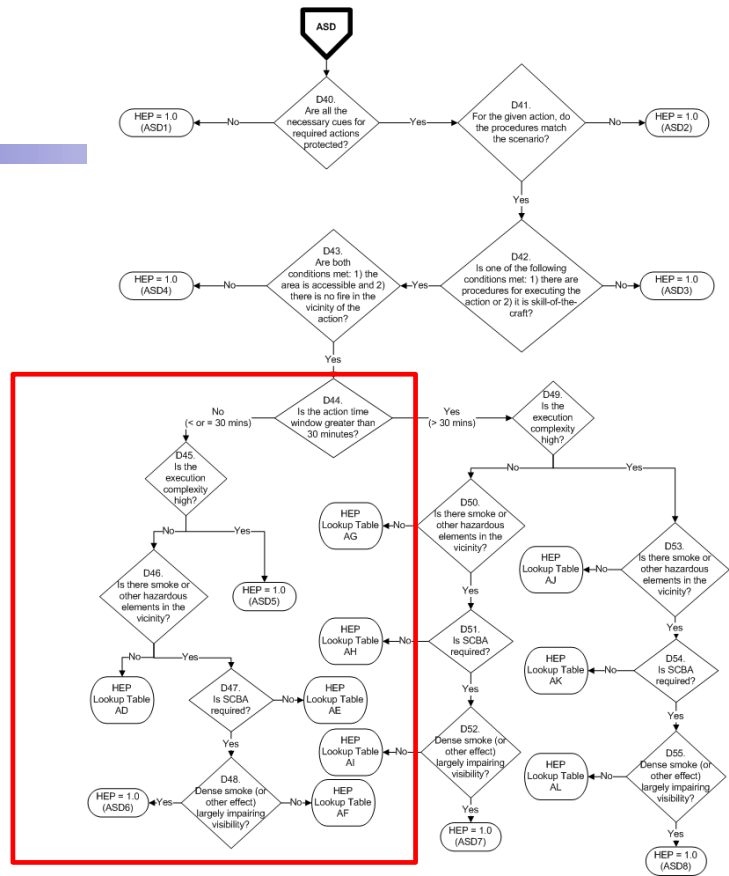 ASD
D40.
Are all the
necessary cues for
required actions
protected?
No
HEP = 1.0
(ASD1)
Yes
D41.
For the given action, do
the procedures match
the scenario?
No
HEP = 1.0
(ASD2)
Yes
D42.
Is one of the following
conditions met: 1) there are
procedures for executing the
action or 2) it is skill-of-the-
craft?
No
HEP = 1.0
(ASD3)
Yes
D43.
Are both
conditions met: 1) the
area is accessible and 2)
there is no fire in the
vicinity of the
action?
No
HEP = 1.0
(ASD4)
Yes
D44.
Is the action time
window greater than
30 minutes?
No
(< or = 30 mins)
Yes
(> 30 mins)
D45.
Is the
execution
complexity
high?
No
Yes
HEP = 1.0
(ASD5)
D46.
Is there smoke or
other hazardous
elements in the
vicinity?
No
Yes
HEP
Lookup Table
AD
D47.
Is SCBA
required?
No
HEP
Lookup Table
AE
Yes
D48.
Dense smoke (or
other effect)
largely impairing
visibility?
Yes
HEP = 1.0
(ASD6)
No
HEP
Lookup Table
AF
D49.
Is the
execution
complexity
high?
No
Yes
D50.
Is there smoke or
other hazardous
elements in the
vicinity?
No
HEP
Lookup Table
AG
Yes
D51.
Is SCBA
required?
No
HEP
Lookup Table
AH
Yes
D52.
Dense smoke (or
other effect)
largely impairing
visibility?
No
HEP
Lookup Table
AI
Yes
HEP = 1.0
(ASD7)
D53.
Is there smoke or
other hazardous
elements in the
vicinity?
No
HEP
Lookup Table
AJ
Yes
D54.
Is SCBA
required?
No
HEP
Lookup Table
AK
Yes
D55.
Dense smoke (or
other effect)
largely impairing
visibility?
No
HEP
Lookup Table
AL
Yes
HEP = 1.0
(ASD8)